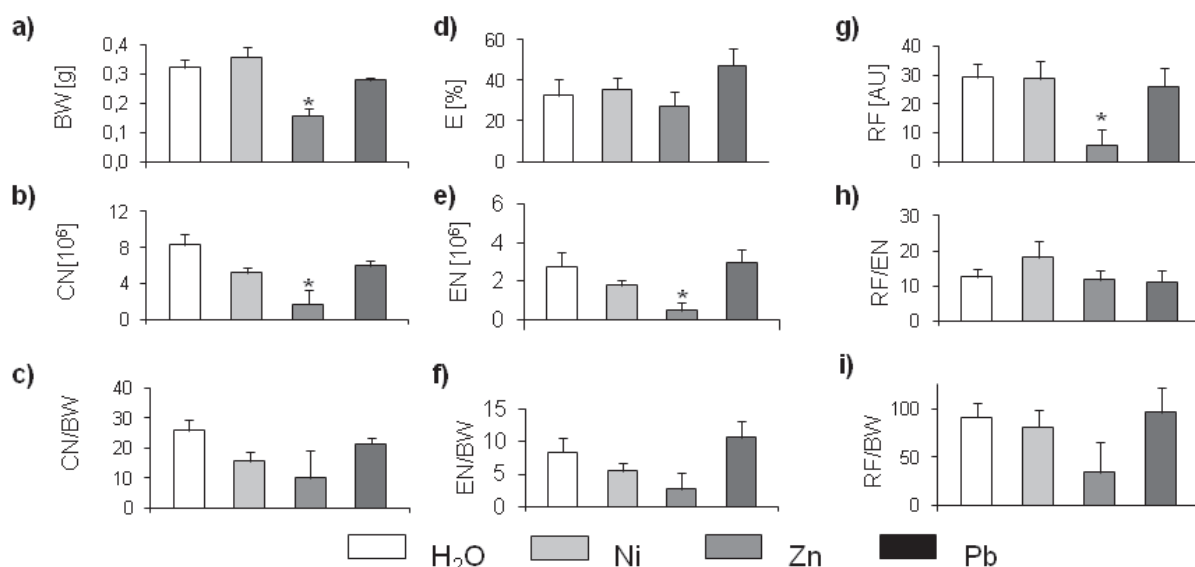 a)
BW [g]
0,4
0,3
0,2
0,1
0,0
*
b)
CN[10⁶]
12
8
4
0
*
c)
CN/BW
40
30
20
10
0
d)
E [%]
60
40
20
0
e)
EN [10⁶]
6
4
2
0
*
f)
EN/BW
15
10
5
0
g)
RF [AU]
40
30
20
10
0
*
h)
RF/EN
30
20
10
0
i)
RF/BW
100
50
0
H₂O Ni Zn Pb